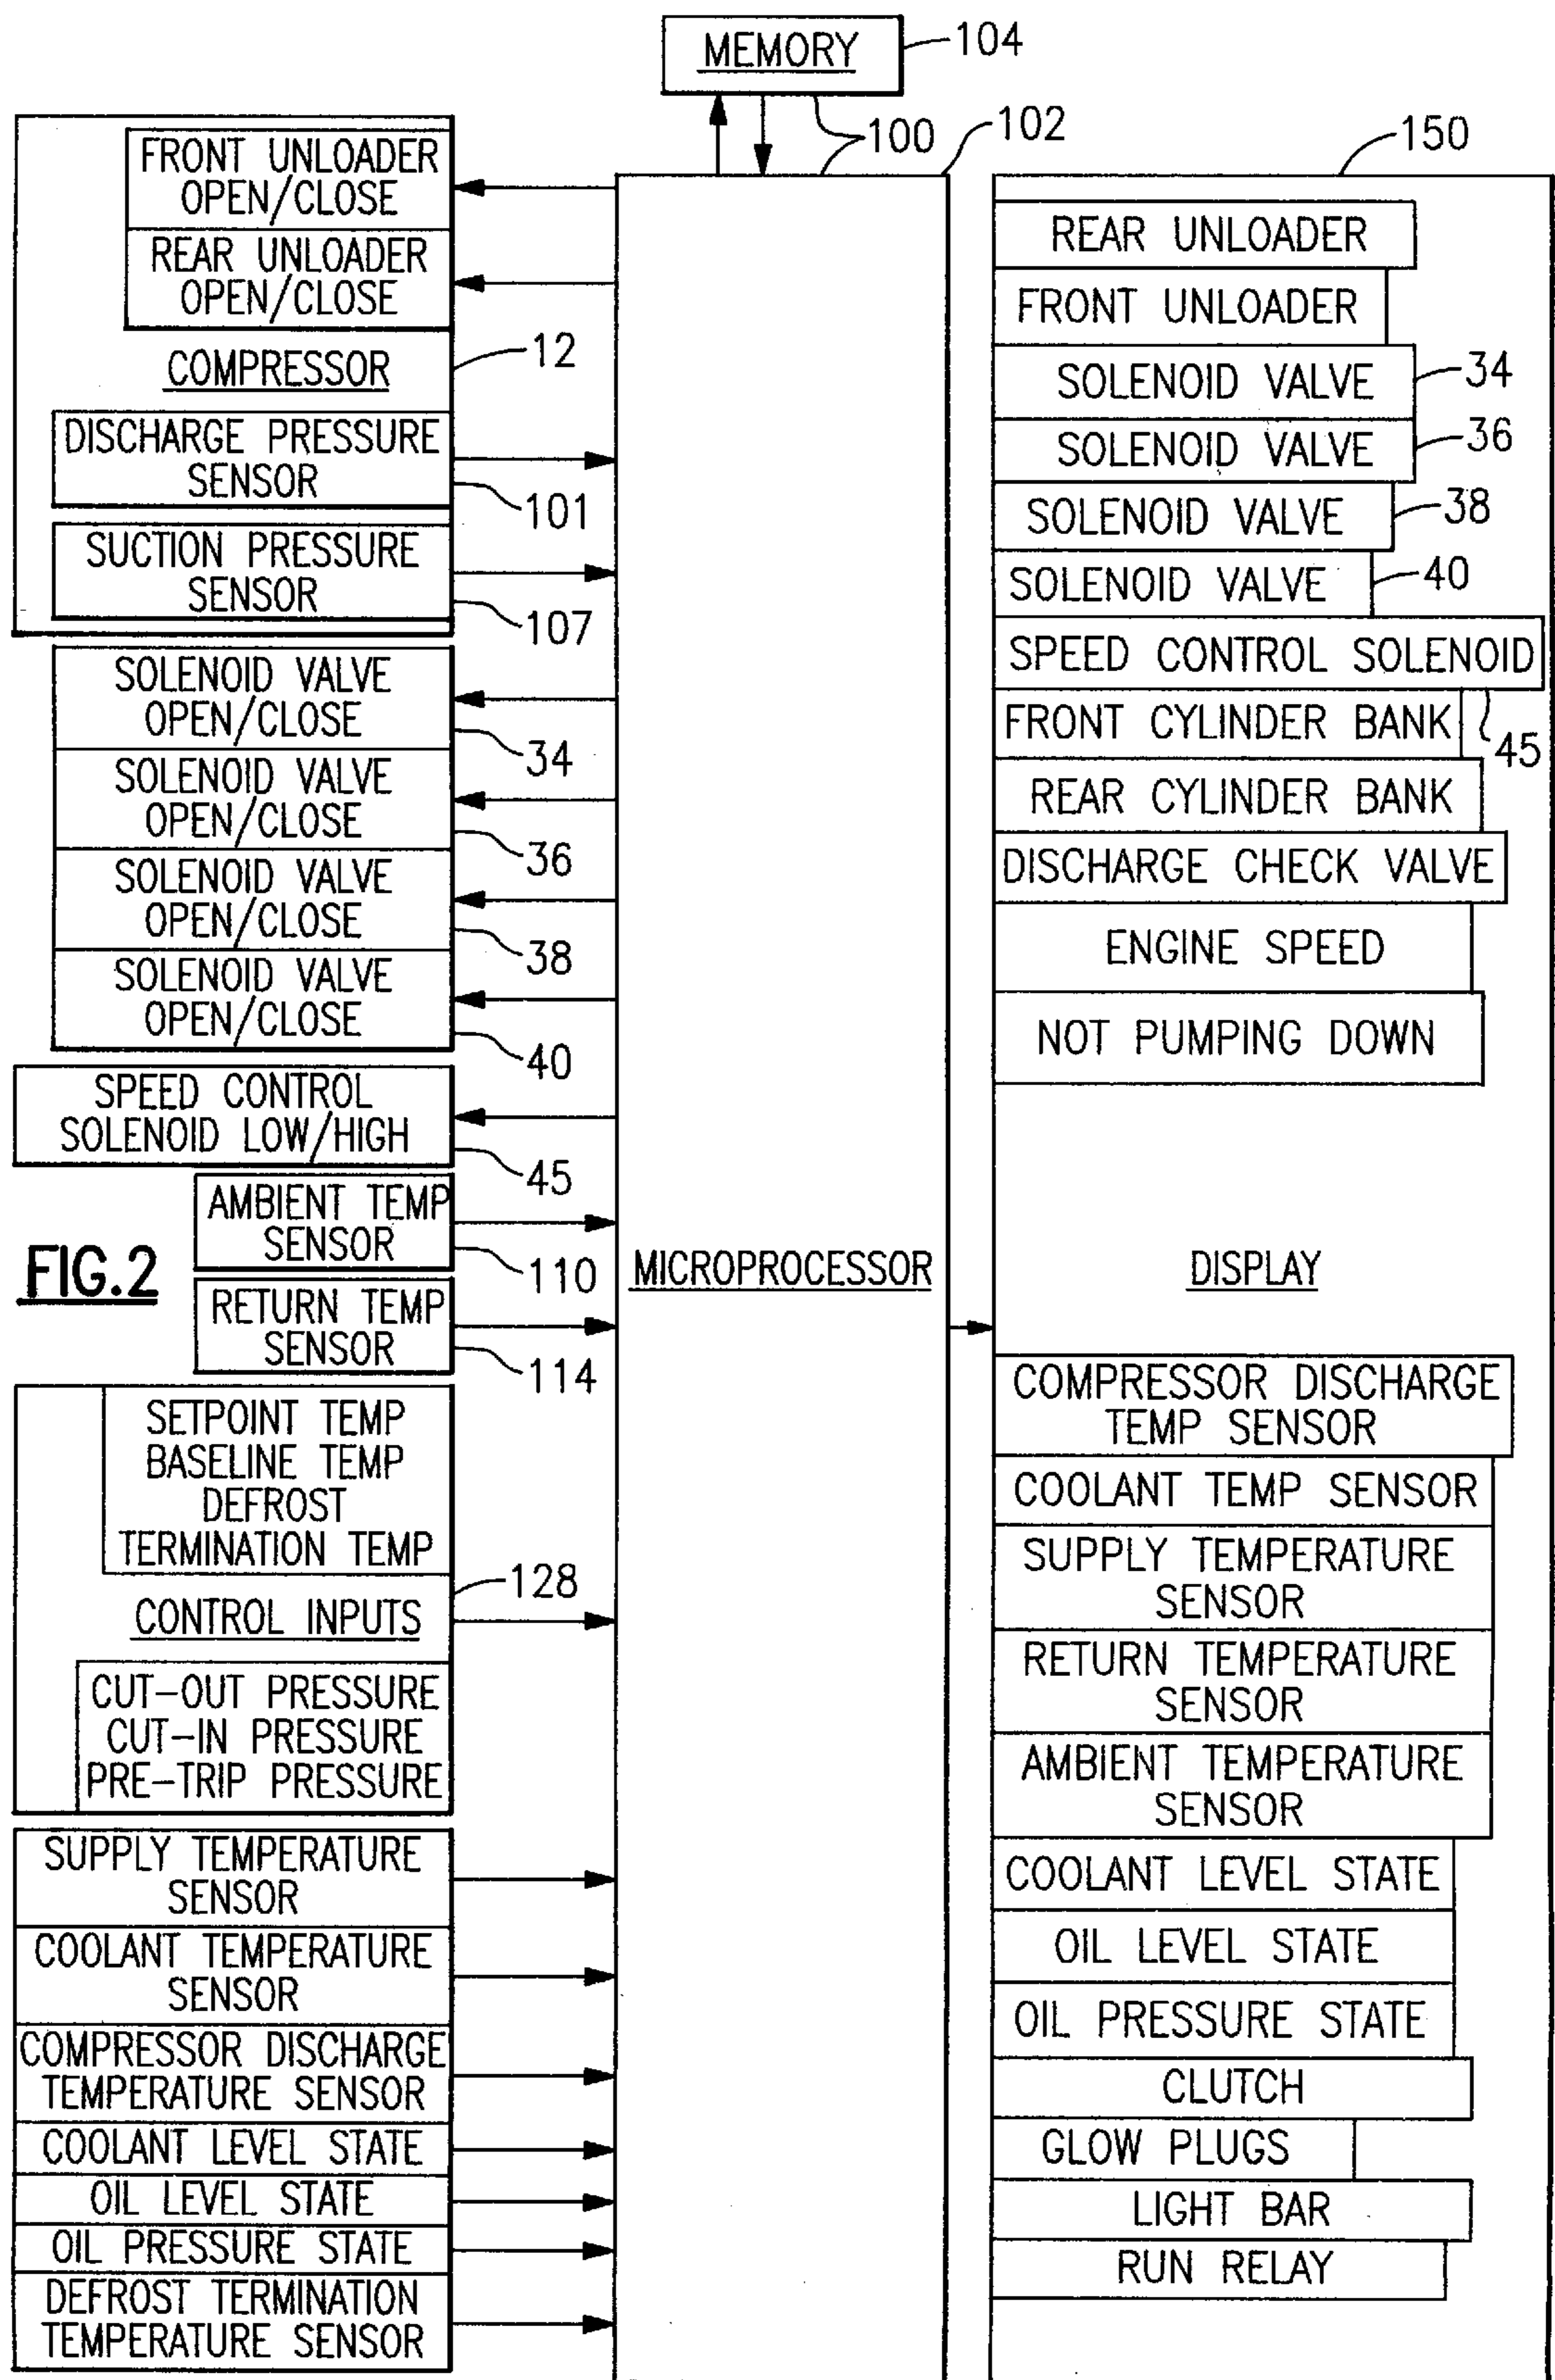 MEMORY
104
100
102
150
FRONT UNLOADER
OPEN/CLOSE
REAR UNLOADER
OPEN/CLOSE
COMPRESSOR
12
DISCHARGE PRESSURE
SENSOR
101
SUCTION PRESSURE
SENSOR
107
SOLENOID VALVE
OPEN/CLOSE
34
SOLENOID VALVE
OPEN/CLOSE
36
SOLENOID VALVE
OPEN/CLOSE
38
SOLENOID VALVE
OPEN/CLOSE
40
SPEED CONTROL
SOLENOID LOW/HIGH
45
AMBIENT TEMP
SENSOR
110
FIG.2
RETURN TEMP
SENSOR
114
SETPOINT TEMP
BASELINE TEMP
DEFROST
TERMINATION TEMP
128
CONTROL INPUTS
CUT-OUT PRESSURE
CUT-IN PRESSURE
PRE-TRIP PRESSURE
SUPPLY TEMPERATURE
SENSOR
COOLANT TEMPERATURE
SENSOR
COMPRESSOR DISCHARGE
TEMPERATURE SENSOR
COOLANT LEVEL STATE
OIL LEVEL STATE
OIL PRESSURE STATE
DEFROST TERMINATION
TEMPERATURE SENSOR
MICROPROCESSOR
REAR UNLOADER
FRONT UNLOADER
SOLENOID VALVE
34
SOLENOID VALVE
36
SOLENOID VALVE
38
SOLENOID VALVE
40
SPEED CONTROL SOLENOID
45
FRONT CYLINDER BANK
REAR CYLINDER BANK
DISCHARGE CHECK VALVE
ENGINE SPEED
NOT PUMPING DOWN
DISPLAY
COMPRESSOR DISCHARGE
TEMP SENSOR
COOLANT TEMP SENSOR
SUPPLY TEMPERATURE
SENSOR
RETURN TEMPERATURE
SENSOR
AMBIENT TEMPERATURE
SENSOR
COOLANT LEVEL STATE
OIL LEVEL STATE
OIL PRESSURE STATE
CLUTCH
GLOW PLUGS
LIGHT BAR
RUN RELAY